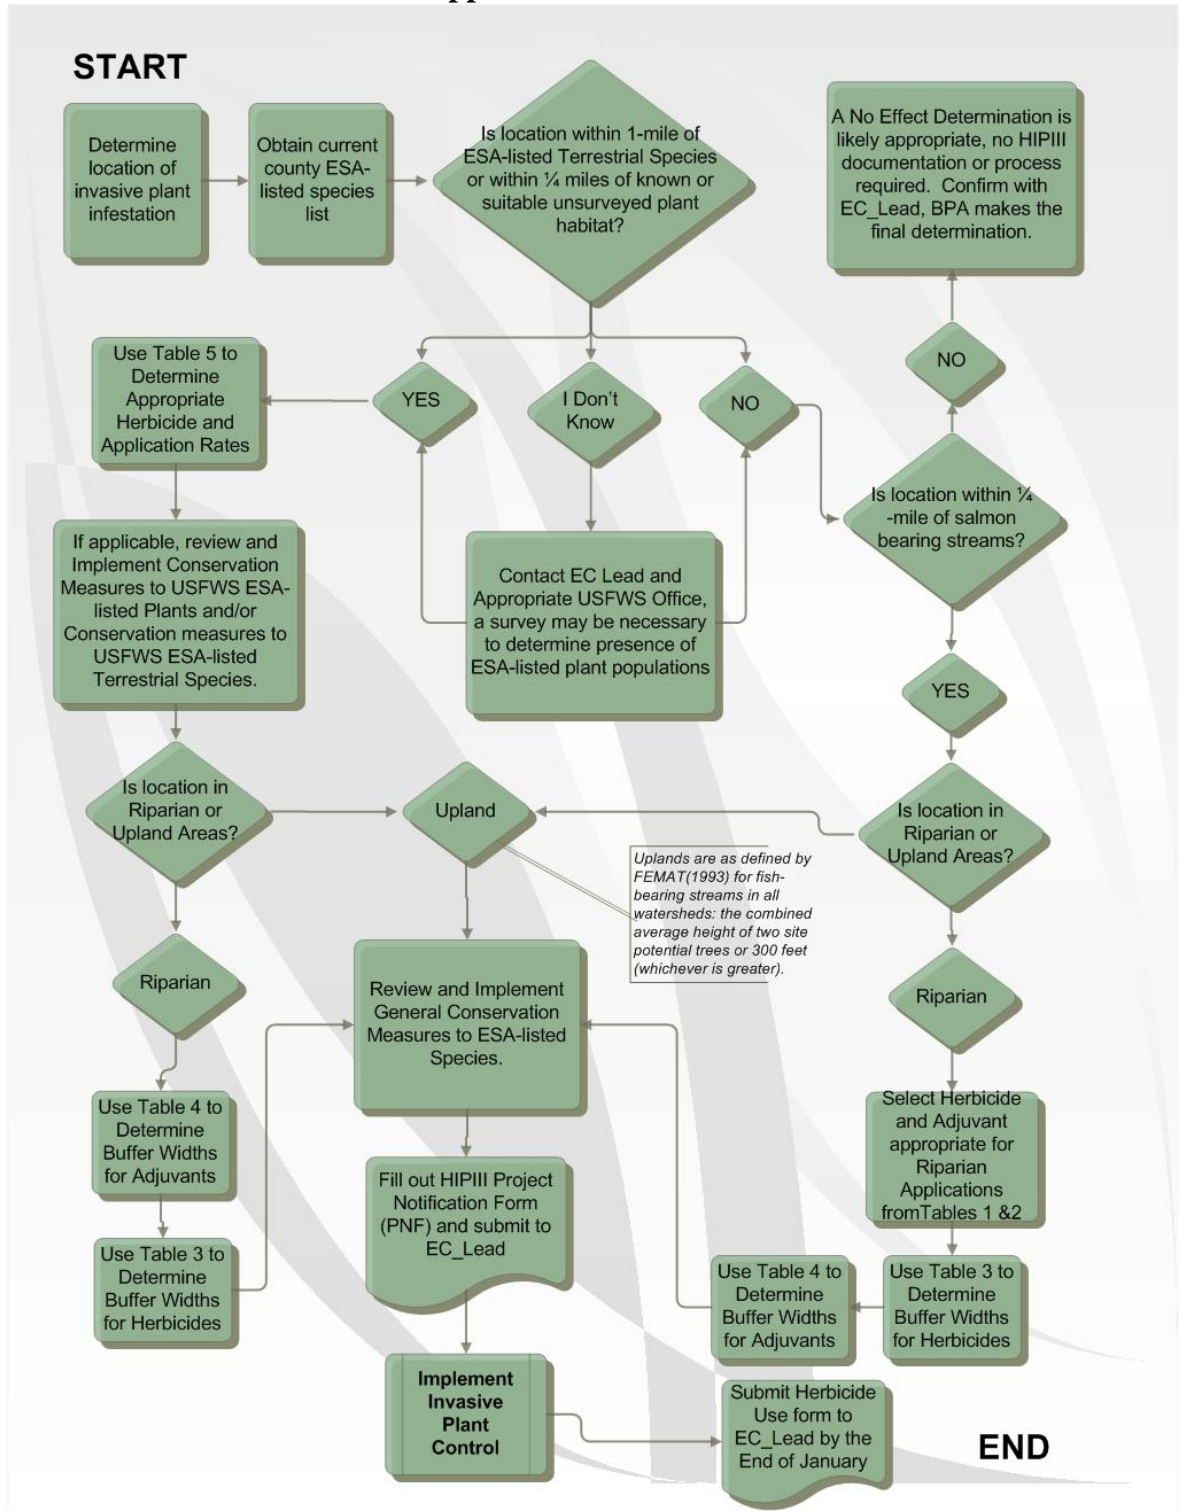 START
Determine
location of
invasive plant
infestation
Obtain current
county ESA-
listed species
list
Is location within 1-mile of
ESA-listed Terrestrial Species
or within ¼ miles of known or
suitable unsurveyed plant
habitat?
A No Effect Determination is
likely appropriate, no HIPIII
documentation or process
required. Confirm with
EC_Lead, BPA makes the
final determination.
NO
Use Table 5 to
Determine
Appropriate
Herbicide and
Application Rates
YES
I Don't
Know
NO
Is location within ¼
-mile of salmon
bearing streams?
If applicable, review and
Implement Conservation
Measures to USFWS ESA-
listed Plants and/or
Conservation measures to
USFWS ESA-listed
Terrestrial Species.
Contact EC Lead and
Appropriate USFWS Office,
a survey may be necessary
to determine presence of
ESA-listed plant populations
YES
Is location in
Riparian or
Upland Areas?
Upland
Is location in
Riparian or
Upland Areas?
Uplands are as defined by
FEMAT(1993) for fish-
bearing streams in all
watersheds: the combined
average height of two site
potential trees or 300 feet
(whichever is greater).
Riparian
Review and Implement
General Conservation
Measures to ESA-listed
Species.
Riparian
Use Table 4 to
Determine
Buffer Widths
for Adjuvants
Select Herbicide
and Adjuvant
appropriate for
Riparian
Applications
fromTables 1 &2
Fill out HIPIII Project
Notification Form
(PNF) and submit to
EC_Lead
Use Table 3 to
Determine
Buffer Widths
for Herbicides
Use Table 4 to
Determine
Buffer Widths
for Adjuvants
Use Table 3 to
Determine
Buffer Widths
for Herbicides
Implement
Invasive
Plant
Control
Submit Herbicide
Use form to
EC_Lead by the
End of January
END